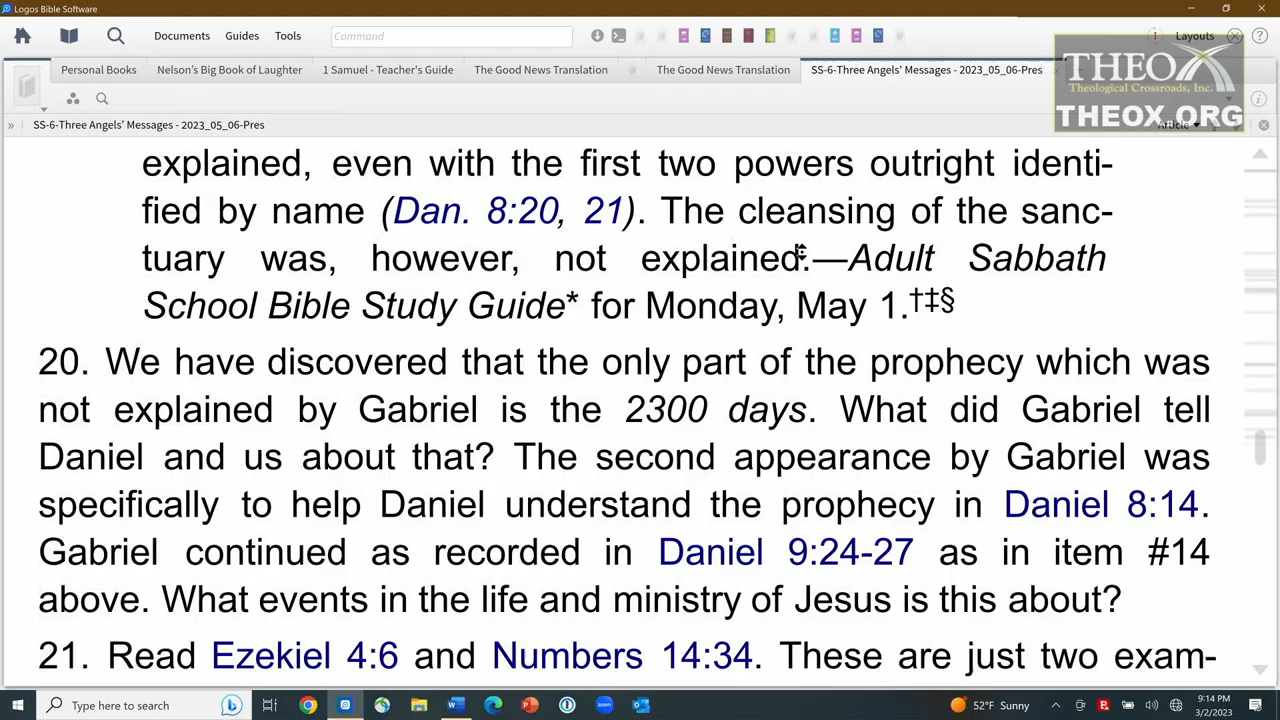 Logos Bible Software
Documents Guides Tools Command Layouts
Personal Books Nelson's Big Book of Laughter 1 Samuel - Teacher's Guide The Good News Translation The Good News Translation SS-6-Three Angels' Messages - 2023_05_06-Pres
THEOX
Theological Crossroads, Inc.
THEOX.ORG
» SS-6-Three Angels' Messages - 2023_05_06-Pres Article
explained, even with the first two powers outright identi-
fied by name (Dan. 8:20, 21). The cleansing of the sanc-
tuary was, however, not explained.—Adult Sabbath
School Bible Study Guide* for Monday, May 1.†‡§
20. We have discovered that the only part of the prophecy which was
not explained by Gabriel is the 2300 days. What did Gabriel tell
Daniel and us about that? The second appearance by Gabriel was
specifically to help Daniel understand the prophecy in Daniel 8:14.
Gabriel continued as recorded in Daniel 9:24-27 as in item #14
above. What events in the life and ministry of Jesus is this about?
21. Read Ezekiel 4:6 and Numbers 14:34. These are just two exam-
Type here to search 52°F Sunny 9:14 PM
3/2/2023